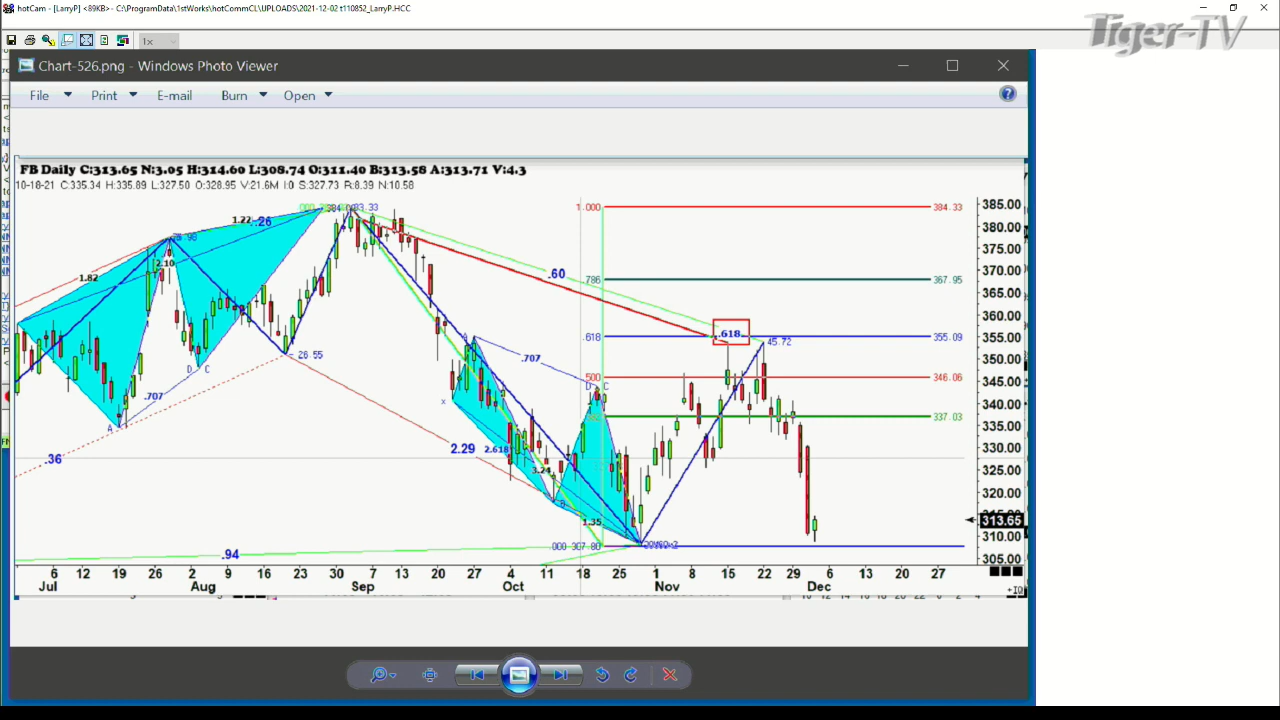 hotCam - [LarryP] <89KB> - C:\ProgramData\1stWorks\hotCommCL\UPLOADS\2021-12-02 t110852_LarryP.HCC
Tiger-TV
1x
Chart-526.png - Windows Photo Viewer
File Print E-mail Burn Open
FB Daily C:313.65 N:3.05 H:314.60 L:308.74 O:311.40 B:313.58 A:313.71 V:4.3
10-18-21 C:335.34 H:335.89 L:327.50 O:328.95 V:21.6M I:0 S:327.73 R:8.39 N:10.58
1.000 384.33
385.00
380.00
375.00
370.00
365.00
360.00
355.00
350.00
345.00
340.00
335.00
330.00
325.00
320.00
313.65
310.00
305.00
1.22 .26
2.10
1.82
.60
.786 367.95
.618
.618 355.09
45.72
26 55
.707
.707
D C
A
A
D C
.500 346.06
337.03
x
.36
2.29
2.618
3.24
B
1.35
.94
000 307.80
6 12 19 26 2 9 16 23 30 7 13 20 27 4 11 18 25 1 8 15 22 29 6 13 20 27
Jul Aug Sep Oct Nov Dec